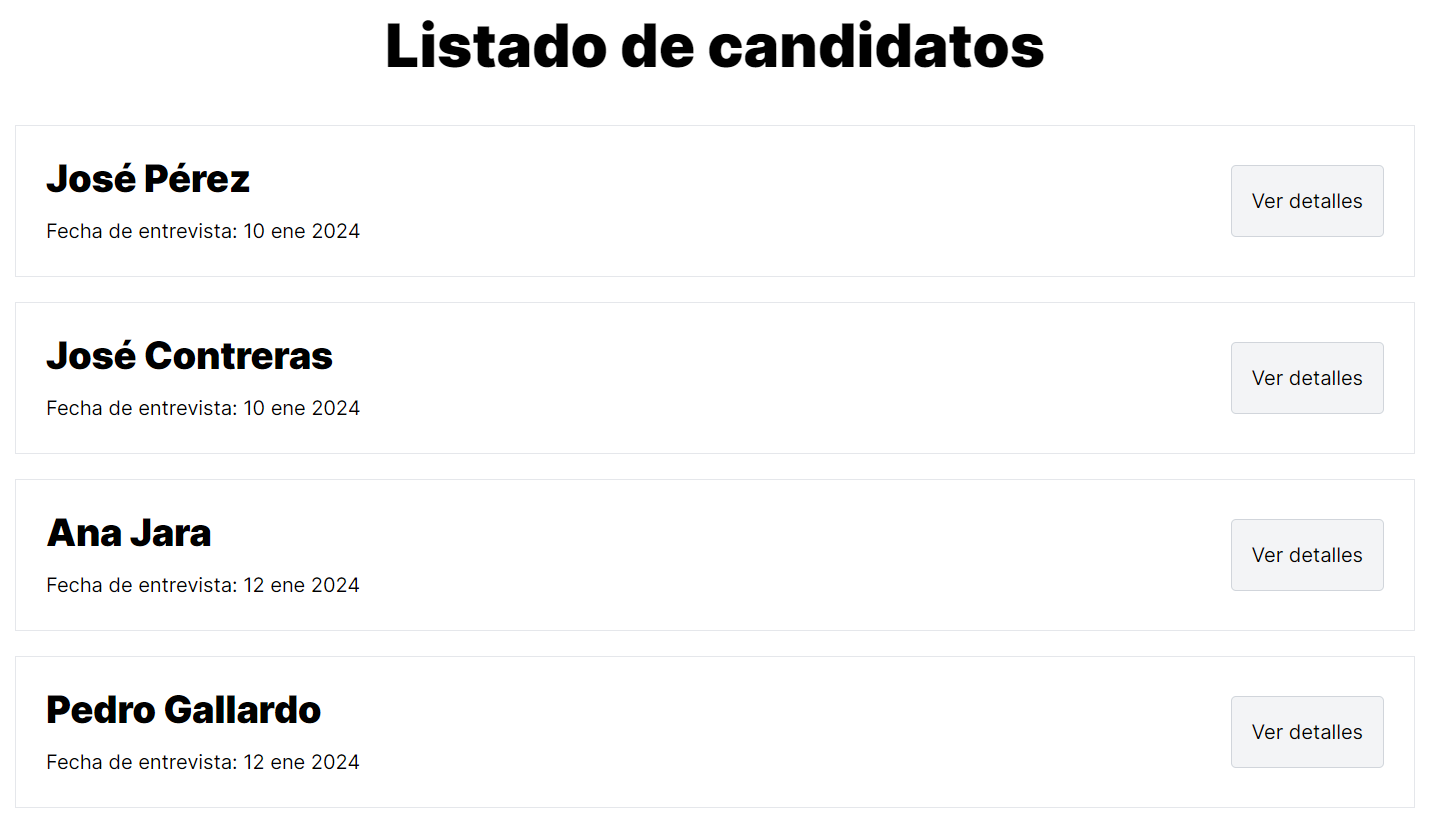 Listado de candidatos
José Pérez
Fecha de entrevista: 10 ene 2024
Ver detalles
José Contreras
Fecha de entrevista: 10 ene 2024
Ver detalles
Ana Jara
Fecha de entrevista: 12 ene 2024
Ver detalles
Pedro Gallardo
Fecha de entrevista: 12 ene 2024
Ver detalles